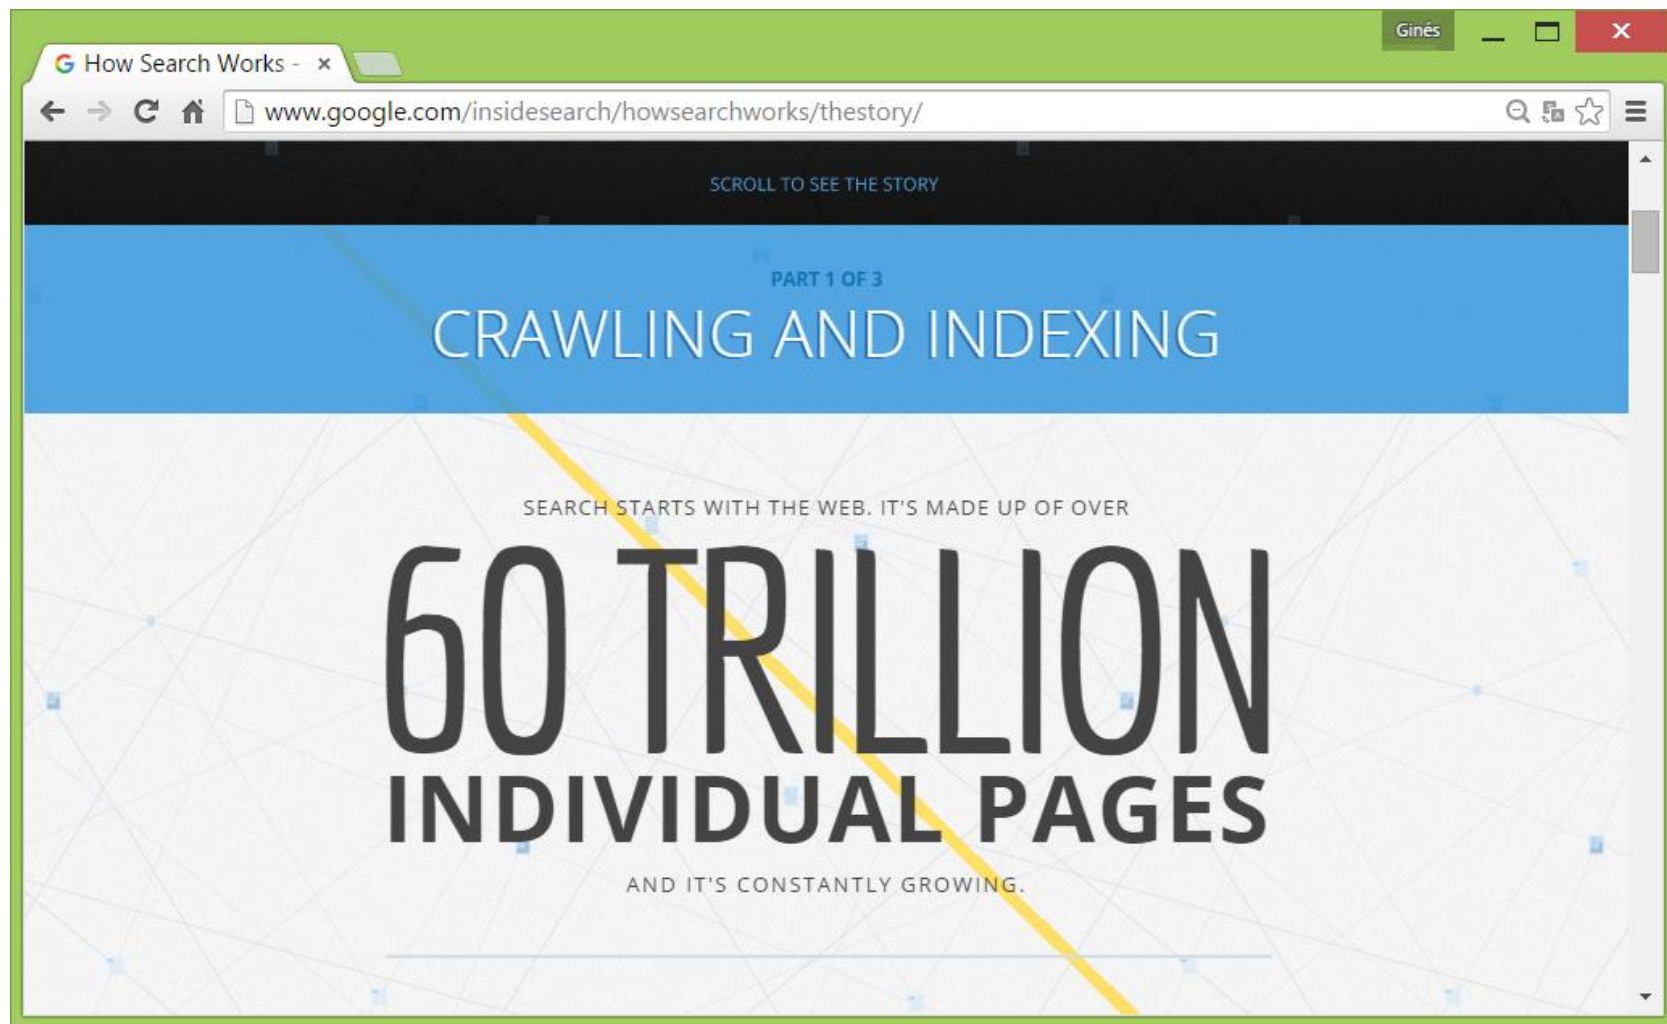 Ginés
How Search Works -
www.google.com/insidesearch/howsearchworks/thestory/
SCROLL TO SEE THE STORY
PART 1 OF 3
CRAWLING AND INDEXING
SEARCH STARTS WITH THE WEB. IT'S MADE UP OF OVER
60 TRILLION
INDIVIDUAL PAGES
AND IT'S CONSTANTLY GROWING.